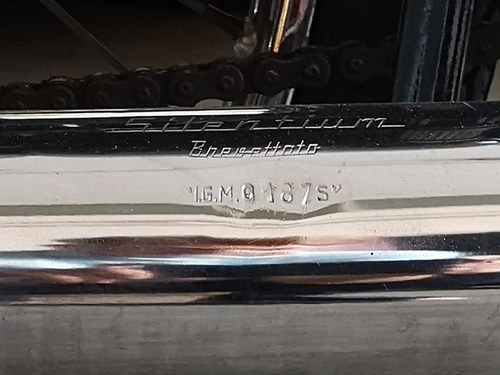 Silentium
Brevettato
"I.G.M. 0187S"